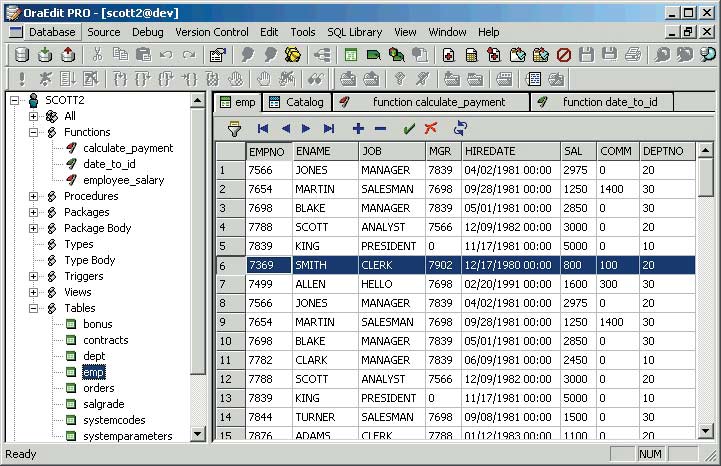 OraEdit PRO - [scott2@dev]
Database Source Debug Version Control Edit Tools SQL Library View Window Help
SCOTT2
All
Functions
calculate_payment
date_to_id
employee_salary
Procedures
Packages
Package Body
Types
Type Body
Triggers
Views
Tables
bonus
contracts
dept
emp
orders
salgrade
systemcodes
systemparameters
emp Catalog function calculate_payment function date_to_id
EMPNO ENAME JOB MGR HIREDATE SAL COMM DEPTNO
1 7566 JONES MANAGER 7839 04/02/1981 00:00 2975 0 20
2 7654 MARTIN SALESMAN 7698 09/28/1981 00:00 1250 1400 30
3 7698 BLAKE MANAGER 7839 05/01/1981 00:00 2850 0 30
4 7788 SCOTT ANALYST 7566 12/09/1982 00:00 3000 0 20
5 7839 KING PRESIDENT 0 11/17/1981 00:00 5000 0 10
6 7369 SMITH CLERK 7902 12/17/1980 00:00 800 100 20
7 7499 ALLEN HELLO 7698 02/20/1991 00:00 1600 300 30
8 7566 JONES MANAGER 7839 04/02/1981 00:00 2975 0 20
9 7654 MARTIN SALESMAN 7698 09/28/1981 00:00 1250 1400 30
10 7698 BLAKE MANAGER 7839 05/01/1981 00:00 2850 0 30
11 7782 CLARK MANAGER 7839 06/09/1981 00:00 2450 0 10
12 7788 SCOTT ANALYST 7566 12/09/1982 00:00 3000 0 20
13 7839 KING PRESIDENT 0 11/17/1981 00:00 5000 0 10
14 7844 TURNER SALESMAN 7698 09/08/1981 00:00 1500 0 30
15 7876 ADAMS CLERK 7788 01/12/1983 00:00 1100 0 20
Ready NUM